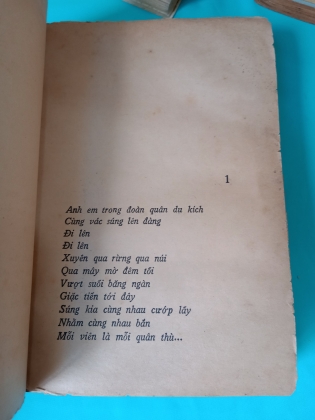 1
Anh em trong đoàn quân du kích
Cùng vác súng lên đàng
Đi lên
Đi lên
Xuyên qua rừng qua núi
Qua mây mờ đêm tối
Vượt suối băng ngàn
Giặc tiến tới đây
Súng kia cùng nhau cướp lấy
Nhằm cùng nhau bắn
Mỗi viên là mỗi quân thù...